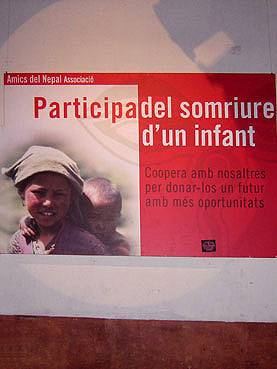 Amics del Nepal Associació
Participa del somriure
d'un infant
Coopera amb nosaltres
per donar-los un futur
amb més oportunitats